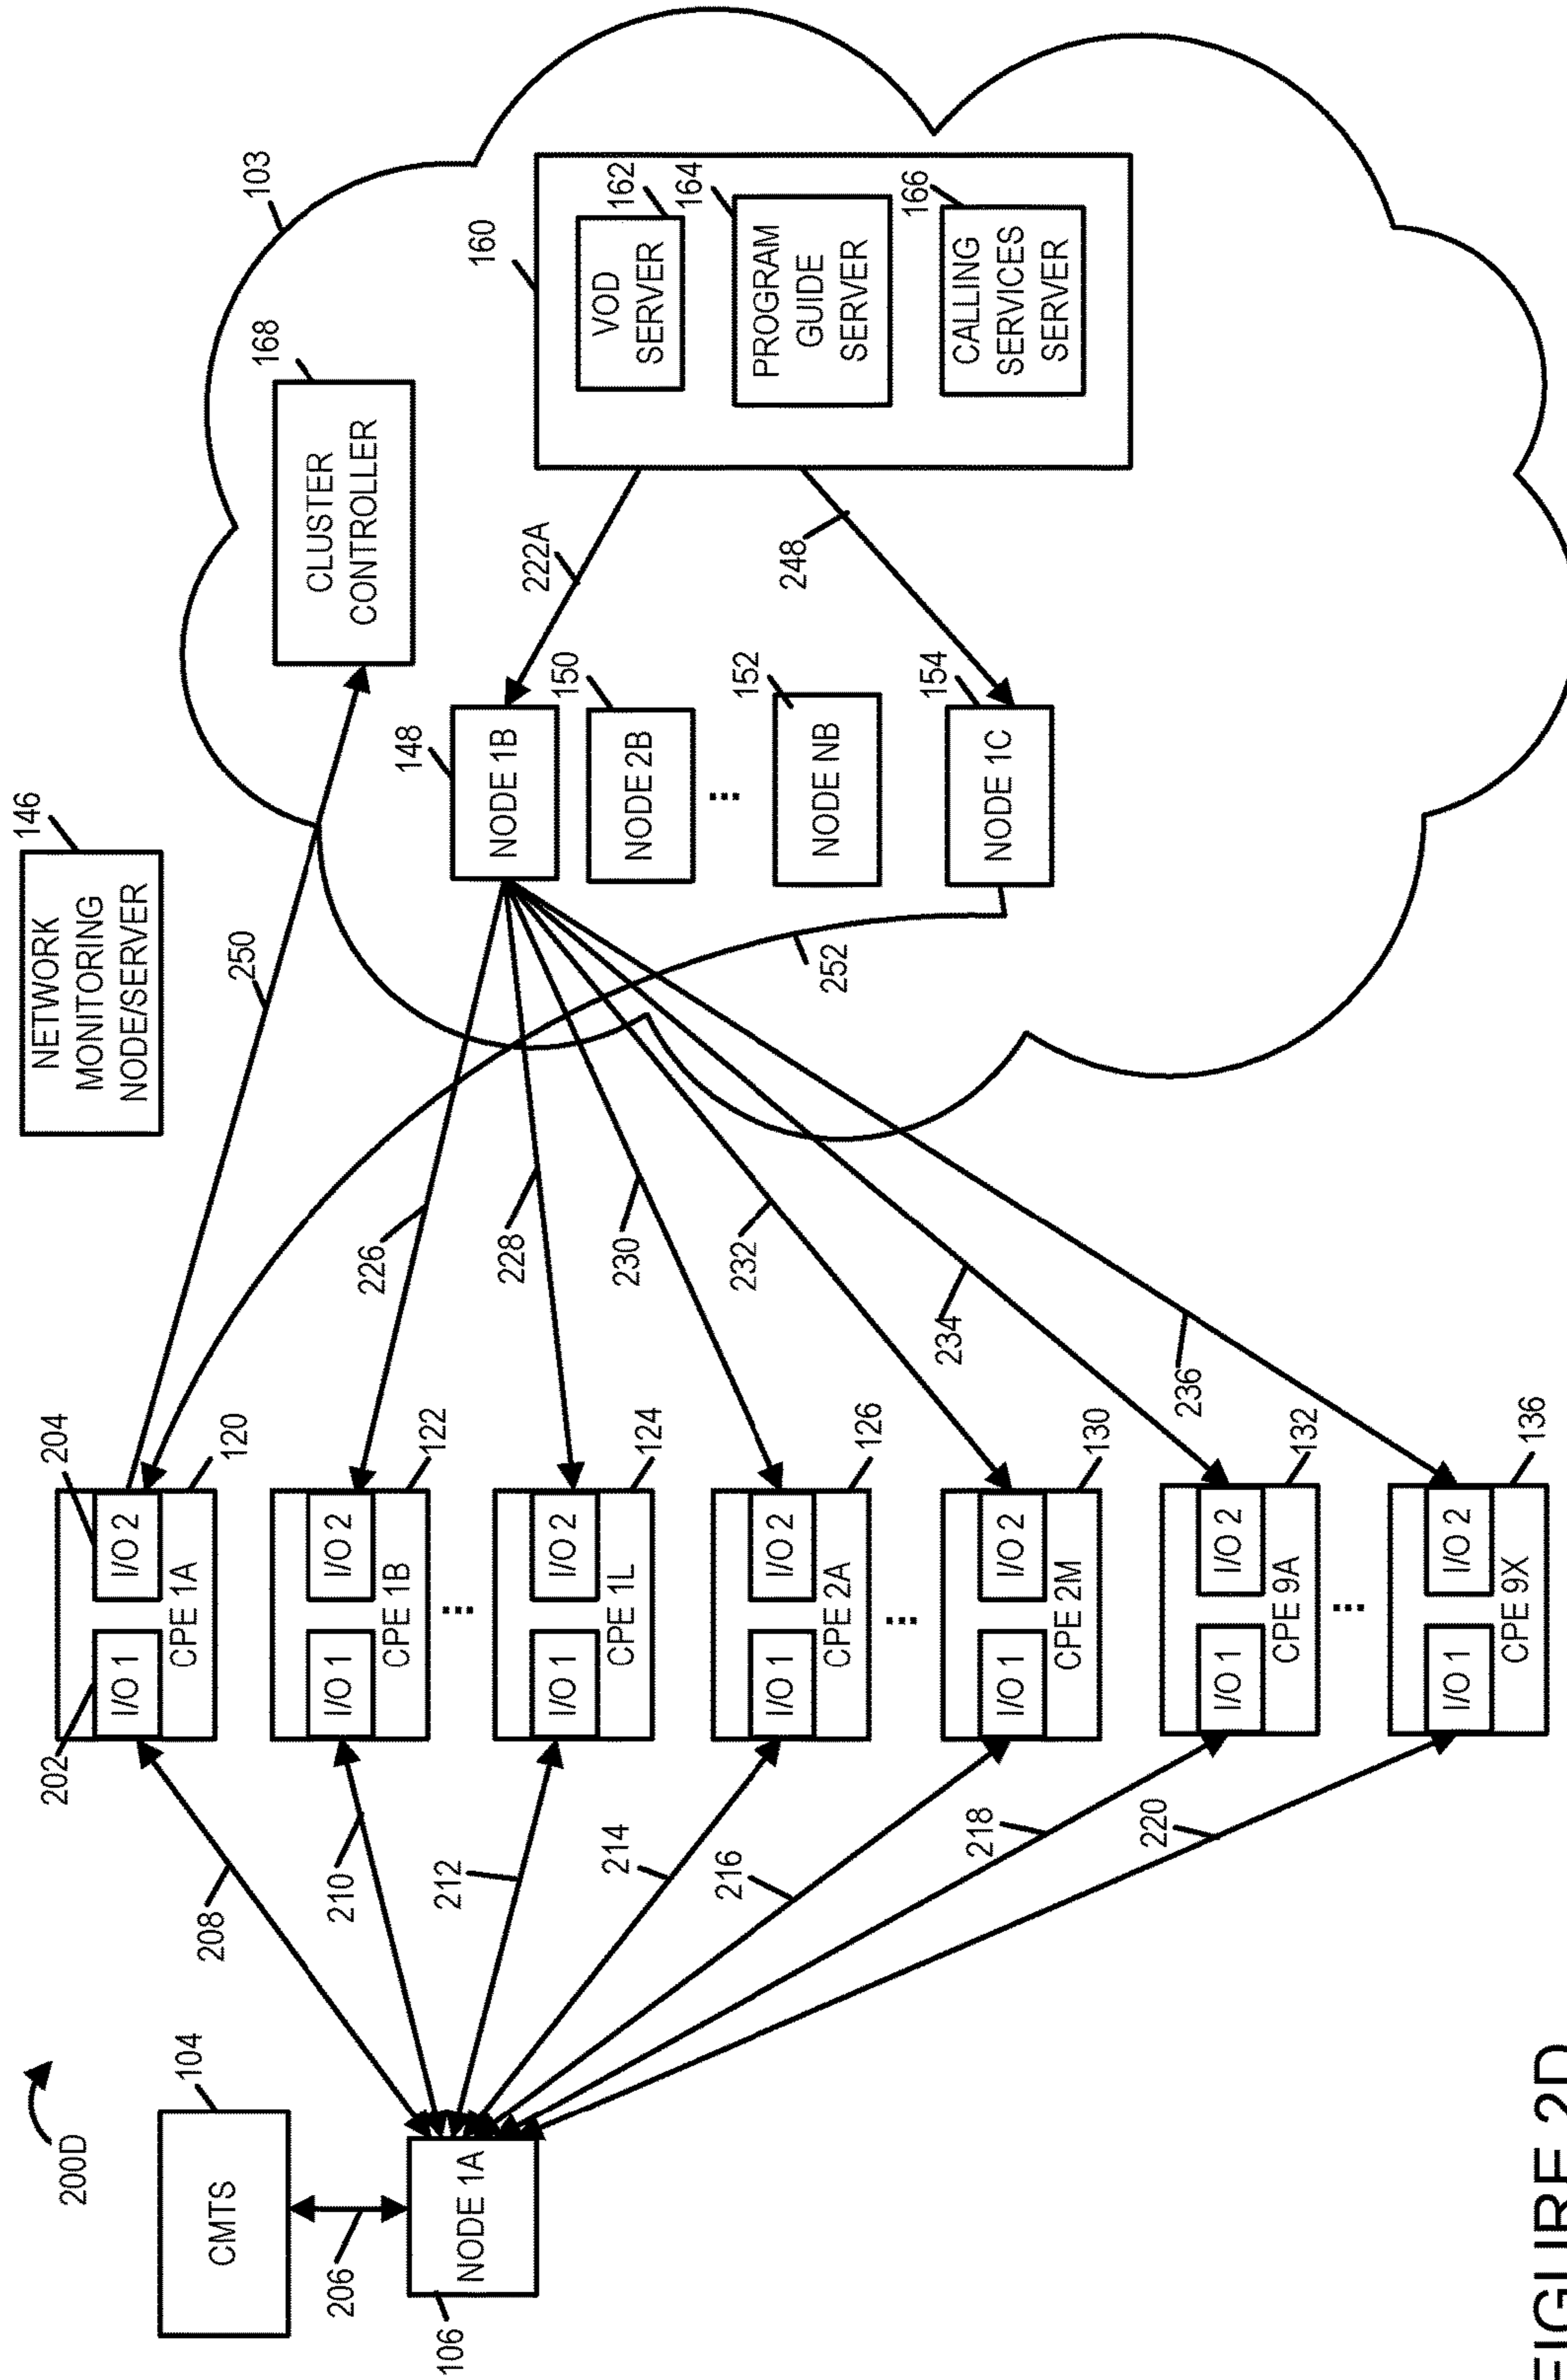 200D
CMTS
104
206
NODE 1A
106
208
210
212
214
216
218
220
202
204
I/O 1
I/O 2
CPE 1A
120
I/O 1
I/O 2
CPE 1B
122
...
I/O 1
I/O 2
CPE 1L
124
I/O 1
I/O 2
CPE 2A
126
...
I/O 1
I/O 2
CPE 2M
130
I/O 1
I/O 2
CPE 9A
132
...
I/O 1
I/O 2
CPE 9X
136
226
228
230
232
234
236
250
252
NETWORK
MONITORING
NODE/SERVER
146
NODE 1B
148
NODE 2B
150
...
NODE NB
152
NODE 1C
154
222A
248
CLUSTER
CONTROLLER
168
103
160
VOD
SERVER
162
PROGRAM
GUIDE
SERVER
164
CALLING
SERVICES
SERVER
166
FIGURE 2D